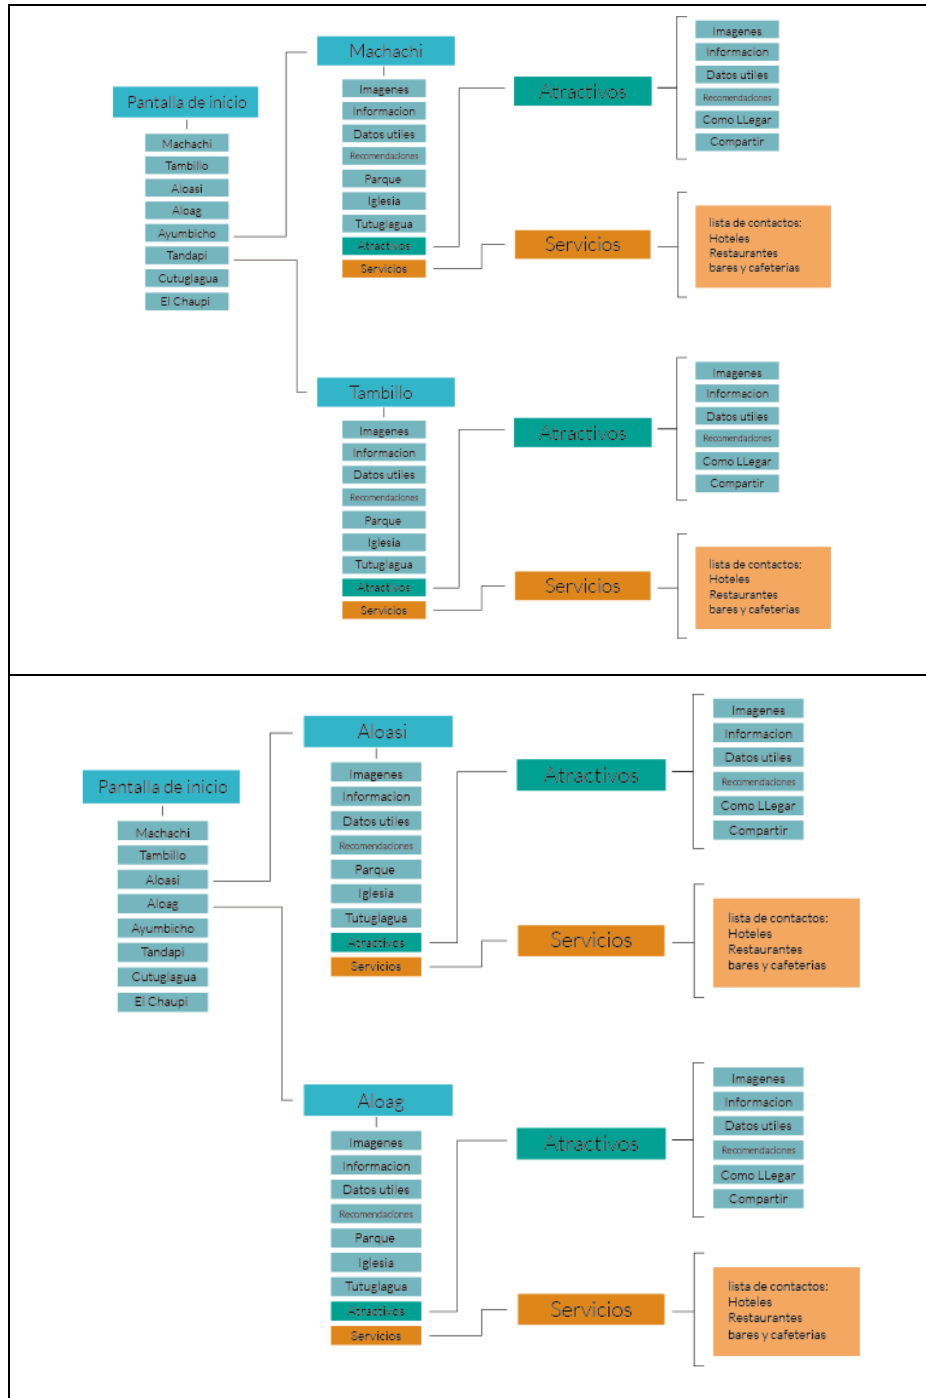 Pantalla de inicio
Machachi
Tambillo
Aloasi
Aloag
Ayumbicho
Tandapi
Cutuglagua
El Chaupi
Machachi
Imagenes
Informacion
Datos utiles
Recomendaciones
Parque
Iglesia
Tutuglagua
Atractivos
Servicios
Atractivos
Imagenes
Informacion
Datos utiles
Recomendaciones
Como LLegar
Compartir
Servicios
lista de contactos:
Hoteles
Restaurantes
bares y cafeterias
Tambillo
Imagenes
Informacion
Datos utiles
Recomendaciones
Parque
Iglesia
Tutuglagua
Atractivos
Servicios
Atractivos
Imagenes
Informacion
Datos utiles
Recomendaciones
Como LLegar
Compartir
Servicios
lista de contactos:
Hoteles
Restaurantes
bares y cafeterias
Pantalla de inicio
Machachi
Tambillo
Aloasi
Aloag
Ayumbicho
Tandapi
Cutuglagua
El Chaupi
Aloasi
Imagenes
Informacion
Datos utiles
Recomendaciones
Parque
Iglesia
Tutuglagua
Atractivos
Servicios
Atractivos
Imagenes
Informacion
Datos utiles
Recomendaciones
Como LLegar
Compartir
Servicios
lista de contactos:
Hoteles
Restaurantes
bares y cafeterias
Aloag
Imagenes
Informacion
Datos utiles
Recomendaciones
Parque
Iglesia
Tutuglagua
Atractivos
Servicios
Atractivos
Imagenes
Informacion
Datos utiles
Recomendaciones
Como LLegar
Compartir
Servicios
lista de contactos:
Hoteles
Restaurantes
bares y cafeterias